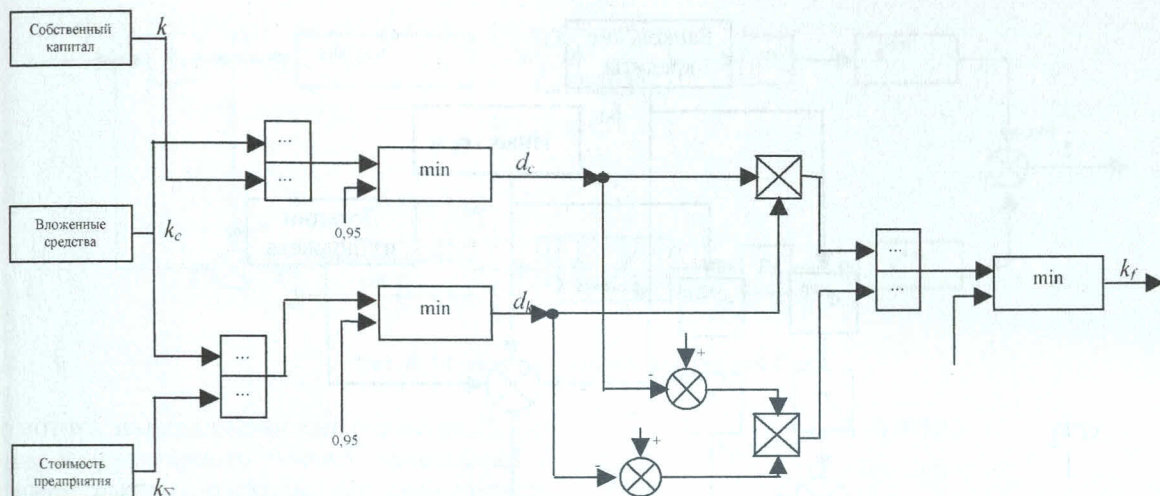 Собственный
капитал
k
...
...
min
d_c
0,95
Вложенные
средства
k_c
...
...
min
k_f
min
d_k
...
...
+
-
0,95
+
-
Стоимость
предприятия
k_Σ